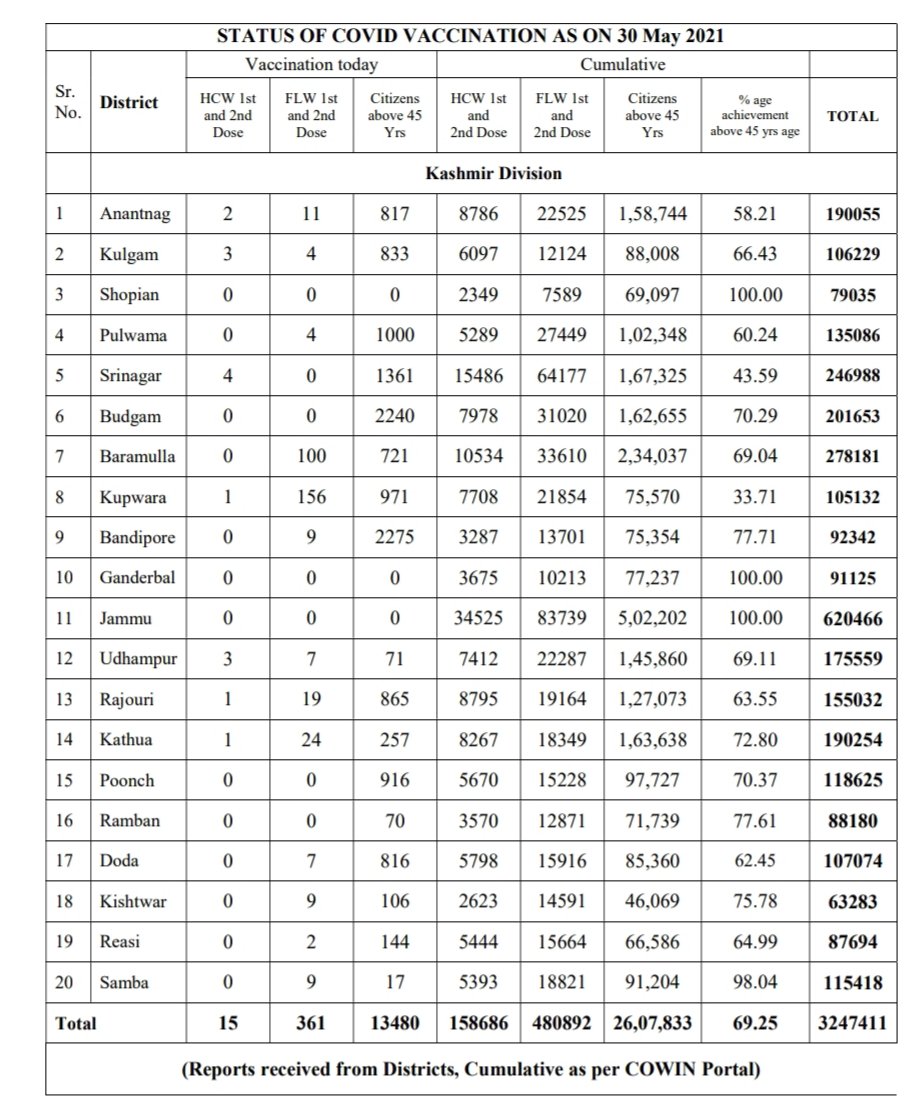 STATUS OF COVID VACCINATION AS ON 30 May 2021
Sr. No. District Vaccination today Cumulative
HCW 1st and 2nd Dose FLW 1st and 2nd Dose Citizens above 45 Yrs HCW 1st and 2nd Dose FLW 1st and 2nd Dose Citizens above 45 Yrs % age achievement above 45 yrs age TOTAL
Kashmir Division
1 Anantnag 2 11 817 8786 22525 1,58,744 58.21 190055
2 Kulgam 3 4 833 6097 12124 88,008 66.43 106229
3 Shopian 0 0 0 2349 7589 69,097 100.00 79035
4 Pulwama 0 4 1000 5289 27449 1,02,348 60.24 135086
5 Srinagar 4 0 1361 15486 64177 1,67,325 43.59 246988
6 Budgam 0 0 2240 7978 31020 1,62,655 70.29 201653
7 Baramulla 0 100 721 10534 33610 2,34,037 69.04 278181
8 Kupwara 1 156 971 7708 21854 75,570 33.71 105132
9 Bandipore 0 9 2275 3287 13701 75,354 77.71 92342
10 Ganderbal 0 0 0 3675 10213 77,237 100.00 91125
11 Jammu 0 0 0 34525 83739 5,02,202 100.00 620466
12 Udhampur 3 7 71 7412 22287 1,45,860 69.11 175559
13 Rajouri 1 19 865 8795 19164 1,27,073 63.55 155032
14 Kathua 1 24 257 8267 18349 1,63,638 72.80 190254
15 Poonch 0 0 916 5670 15228 97,727 70.37 118625
16 Ramban 0 0 70 3570 12871 71,739 77.61 88180
17 Doda 0 7 816 5798 15916 85,360 62.45 107074
18 Kishtwar 0 9 106 2623 14591 46,069 75.78 63283
19 Reasi 0 2 144 5444 15664 66,586 64.99 87694
20 Samba 0 9 17 5393 18821 91,204 98.04 115418
Total 15 361 13480 158686 480892 26,07,833 69.25 3247411
(Reports received from Districts, Cumulative as per COWIN Portal)